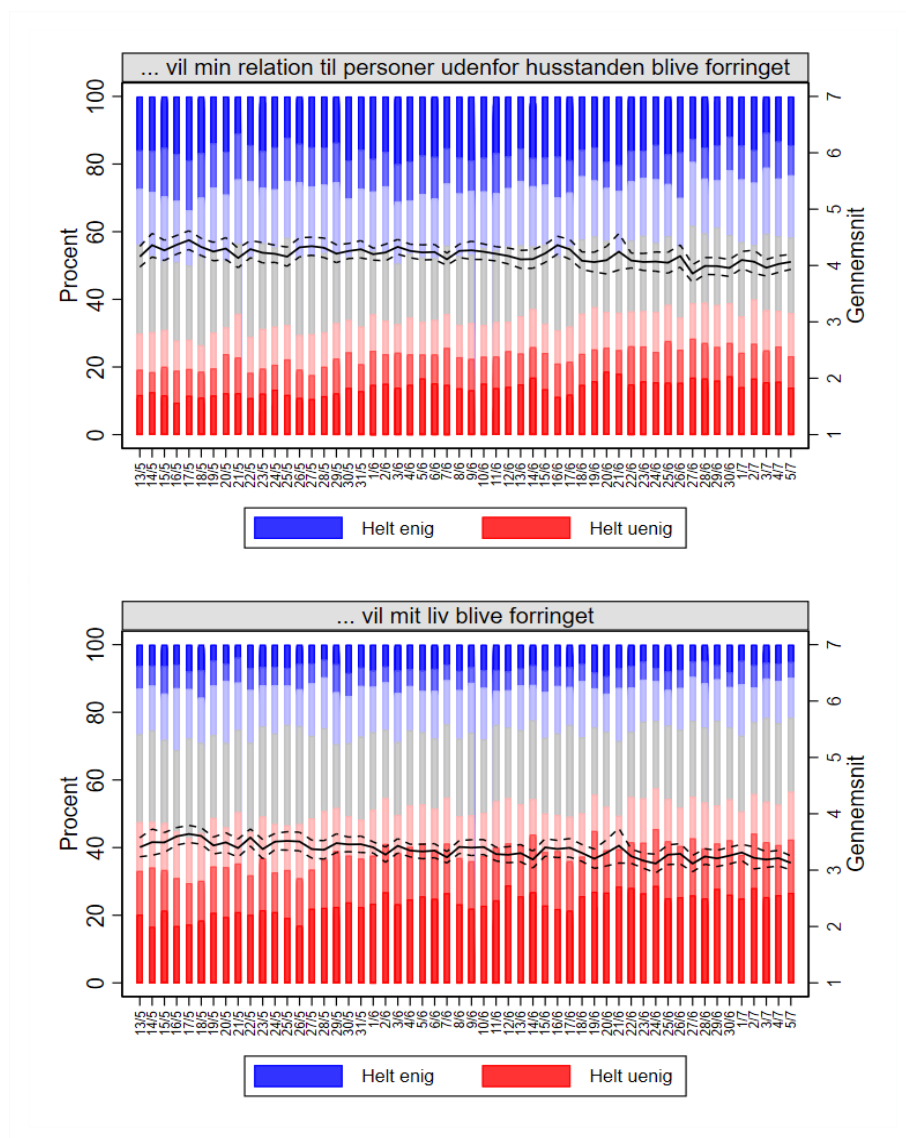 ... vil min relation til personer udenfor husstanden blive forringet
100
80
60
40
20
0
Procent
7
6
5
4
3
2
1
Gennemsnit
13/5 14/5 15/5 16/5 17/5 18/5 19/5 20/5 21/5 22/5 23/5 24/5 25/5 26/5 27/5 28/5 29/5 30/5 31/5 1/6 2/6 3/6 4/6 5/6 6/6 7/6 8/6 9/6 10/6 11/6 12/6 13/6 14/6 15/6 16/6 17/6 18/6 19/6 20/6 21/6 22/6 23/6 24/6 25/6 26/6 27/6 28/6 29/6 30/6 1/7 2/7 3/7 4/7 5/7
Helt enig Helt uenig
... vil mit liv blive forringet
100
80
60
40
20
0
Procent
7
6
5
4
3
2
1
Gennemsnit
13/5 14/5 15/5 16/5 17/5 18/5 19/5 20/5 21/5 22/5 23/5 24/5 25/5 26/5 27/5 28/5 29/5 30/5 31/5 1/6 2/6 3/6 4/6 5/6 6/6 7/6 8/6 9/6 10/6 11/6 12/6 13/6 14/6 15/6 16/6 17/6 18/6 19/6 20/6 21/6 22/6 23/6 24/6 25/6 26/6 27/6 28/6 29/6 30/6 1/7 2/7 3/7 4/7 5/7
Helt enig Helt uenig